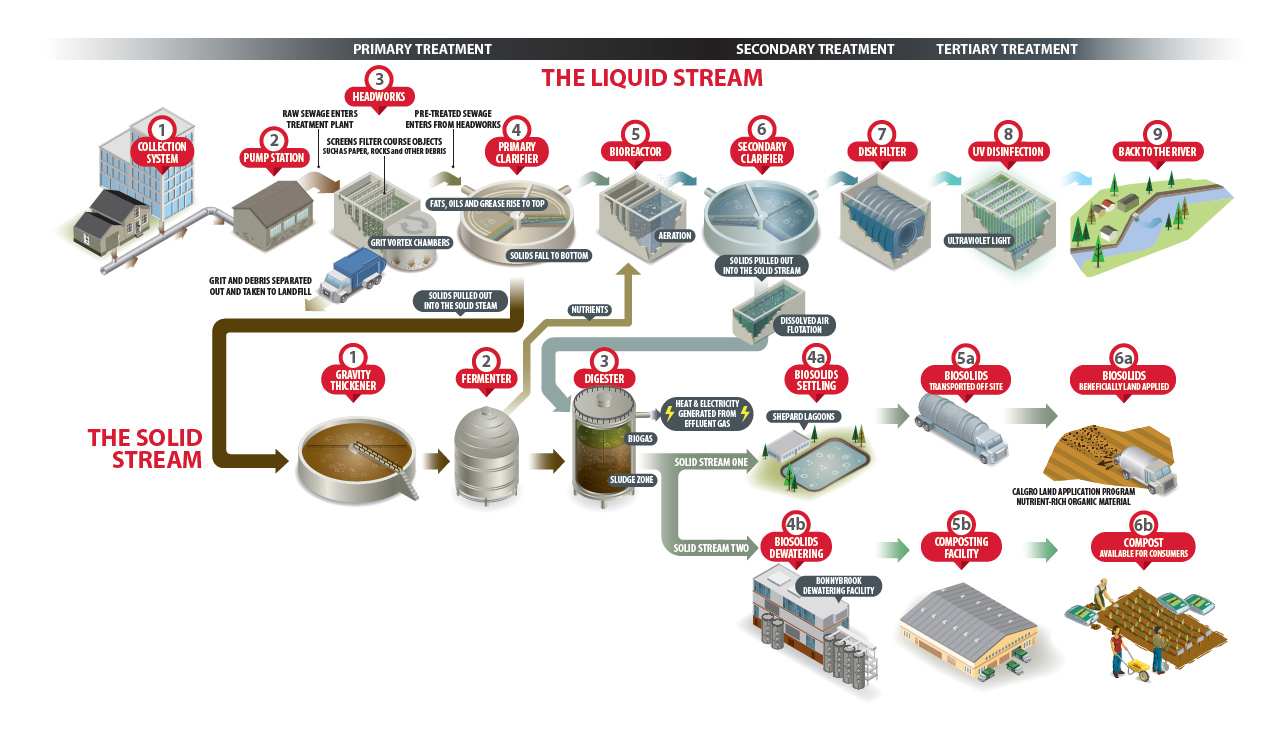 PRIMARY TREATMENT
SECONDARY TREATMENT
TERTIARY TREATMENT
THE LIQUID STREAM
1
COLLECTION
SYSTEM
2
PUMP STATION
RAW SEWAGE ENTERS
TREATMENT PLANT
3
HEADWORKS
SCREENS FILTER COURSE OBJECTS
SUCH AS PAPER, ROCKS and OTHER DEBRIS
GRIT VORTEX CHAMBERS
GRIT AND DEBRIS SEPARATED
OUT AND TAKEN TO LANDFILL
PRE-TREATED SEWAGE
ENTERS FROM HEADWORKS
4
PRIMARY
CLARIFIER
FATS, OILS AND GREASE RISE TO TOP
SOLIDS FALL TO BOTTOM
SOLIDS PULLED OUT
INTO THE SOLID STEAM
5
BIOREACTOR
AERATION
NUTRIENTS
6
SECONDARY
CLARIFIER
SOLIDS PULLED OUT
INTO THE SOLID STREAM
DISSOLVED AIR
FLOTATION
7
DISK FILTER
8
UV DISINFECTION
ULTRAVIOLET LIGHT
9
BACK TO THE RIVER
THE SOLID
STREAM
1
GRAVITY
THICKENER
2
FERMENTER
3
DIGESTER
HEAT & ELECTRICITY
GENERATED FROM
EFFLUENT GAS
BIOGAS
SLUDGE ZONE
SOLID STREAM ONE
4a
BIOSOLIDS
SETTLING
SHEPARD LAGOONS
5a
BIOSOLIDS
TRANSPORTED OFF SITE
6a
BIOSOLIDS
BENEFICIALLY LAND APPLIED
CALGRO LAND APPLICATION PROGRAM
NUTRIENT-RICH ORGANIC MATERIAL
SOLID STREAM TWO
4b
BIOSOLIDS
DEWATERING
BONNYBROOK
DEWATERING FACILITY
5b
COMPOSTING
FACILITY
6b
COMPOST
AVAILABLE FOR CONSUMERS